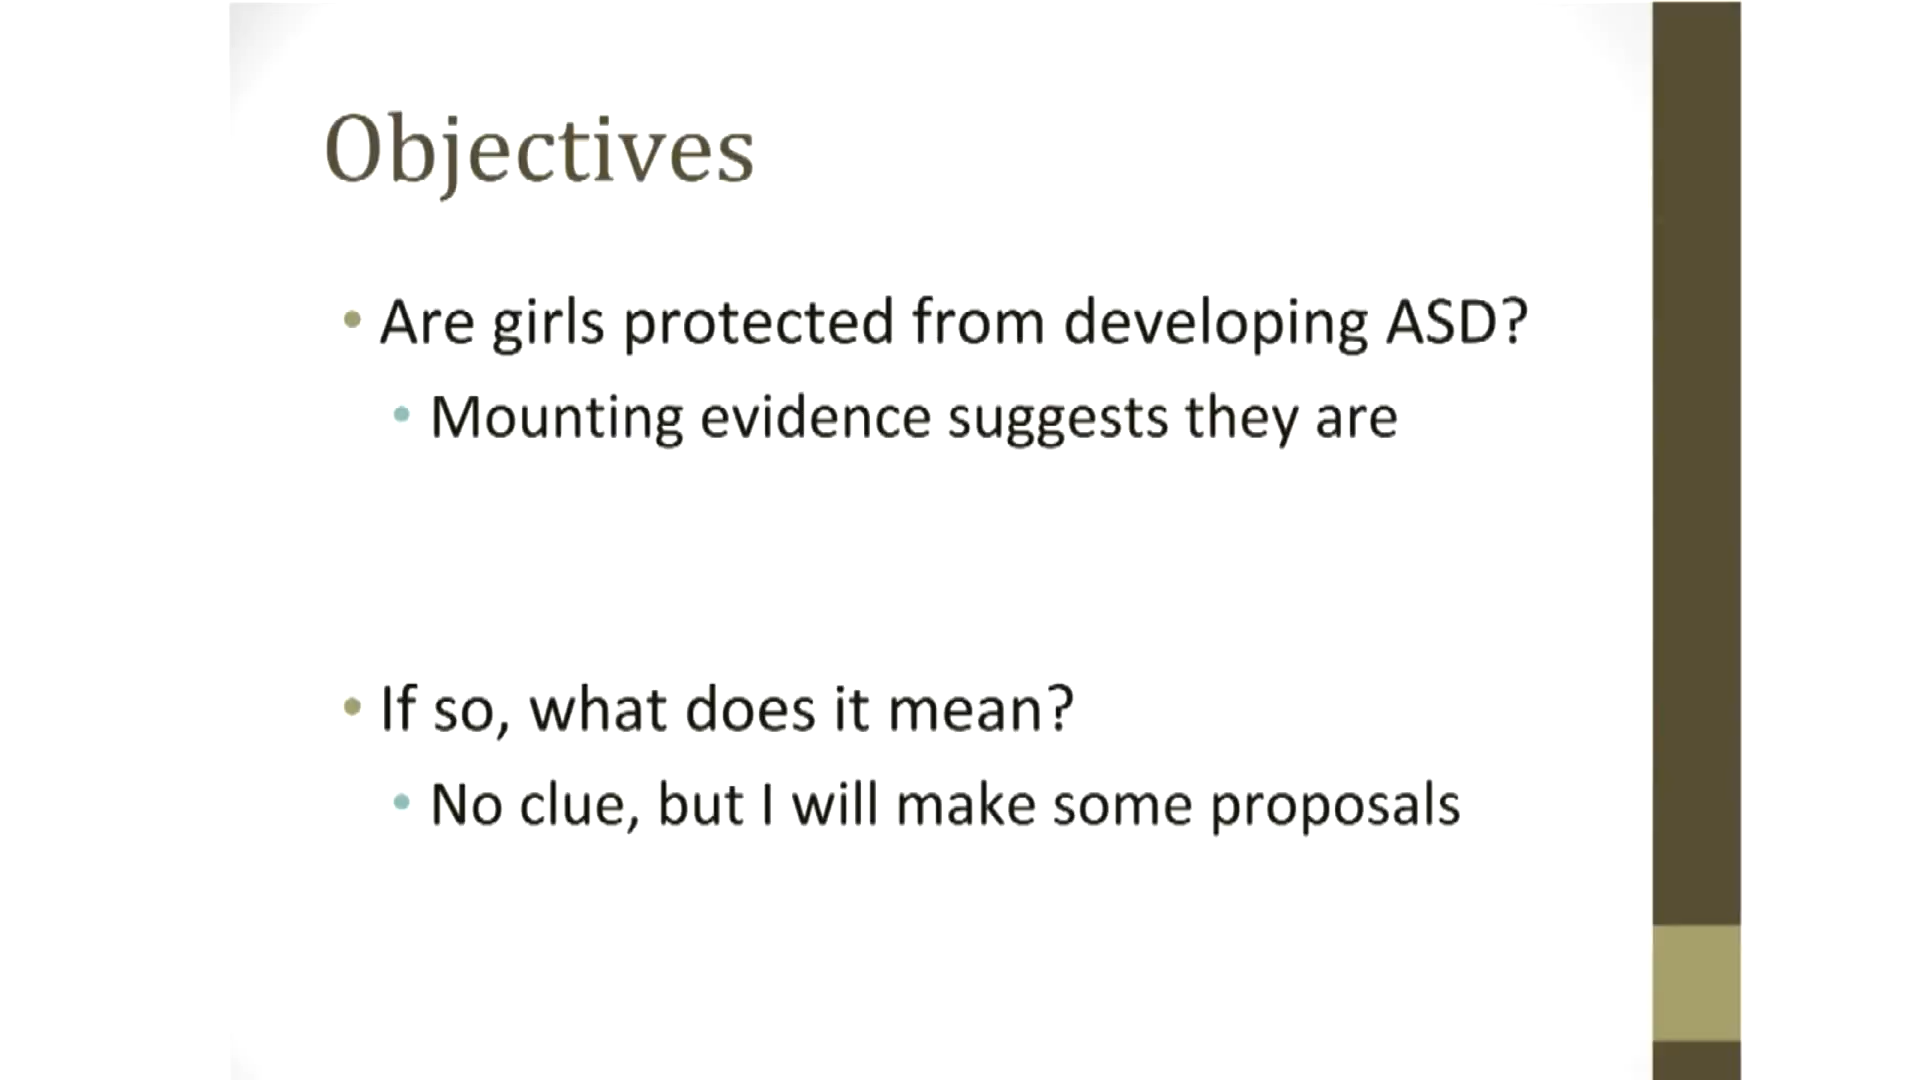 Objectives
• Are girls protected from developing ASD?
• Mounting evidence suggests they are
• If so, what does it mean?
• No clue, but I will make some proposals